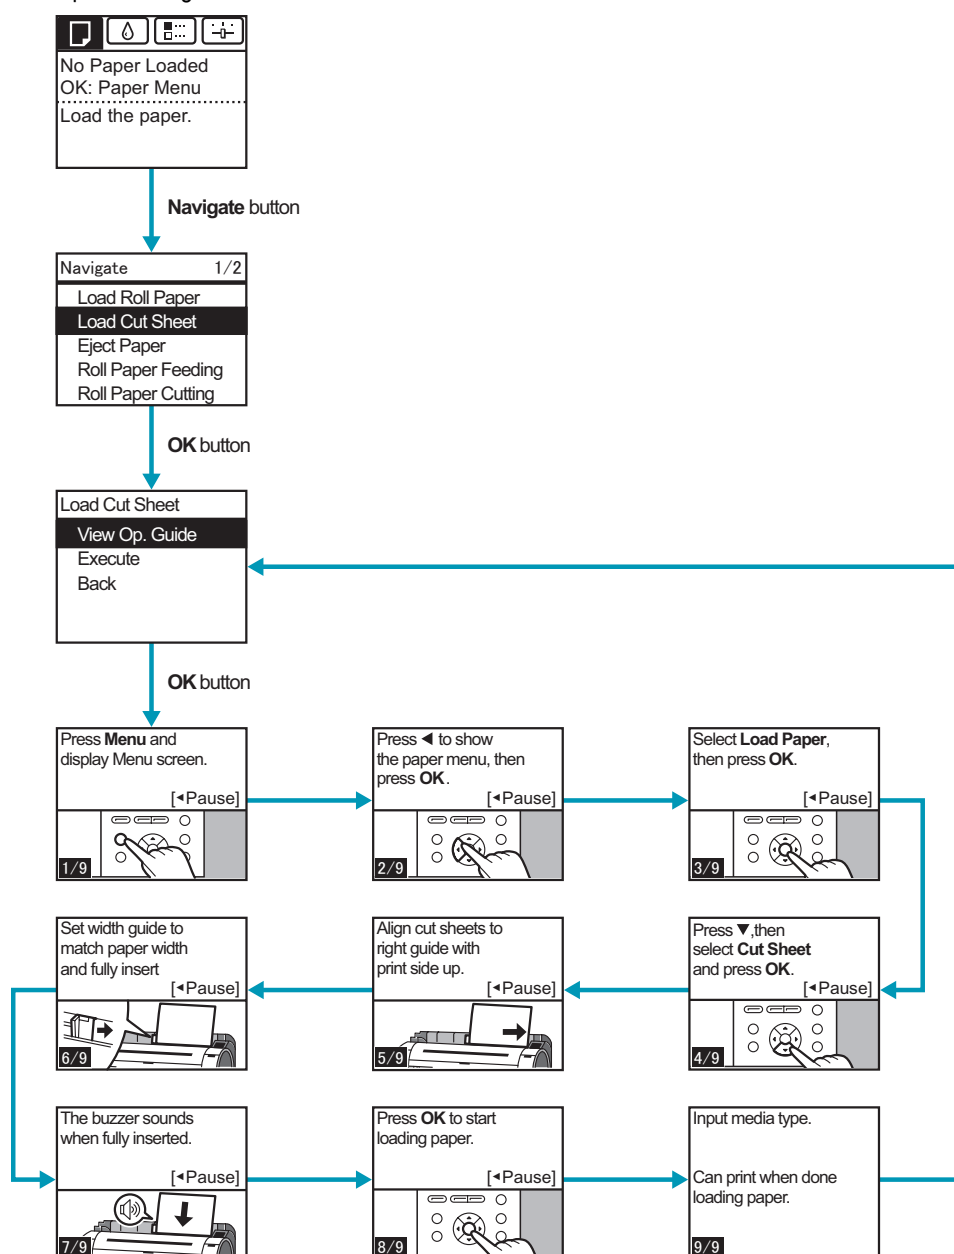 No Paper Loaded
OK: Paper Menu
Load the paper.
Navigate button
Navigate 1/2
Load Roll Paper
Load Cut Sheet
Eject Paper
Roll Paper Feeding
Roll Paper Cutting
OK button
Load Cut Sheet
View Op. Guide
Execute
Back
OK button
Press Menu and
display Menu screen.
[◂Pause]
1/9
Press ◀ to show
the paper menu, then
press OK.
[◂Pause]
2/9
Select Load Paper,
then press OK.
[◂Pause]
3/9
Set width guide to
match paper width
and fully insert
[◂Pause]
6/9
Align cut sheets to
right guide with
print side up.
[◂Pause]
5/9
Press ▼,then
select Cut Sheet
and press OK.
[◂Pause]
4/9
The buzzer sounds
when fully inserted.
[◂Pause]
7/9
Press OK to start
loading paper.
[◂Pause]
8/9
Input media type.
Can print when done
loading paper.
9/9